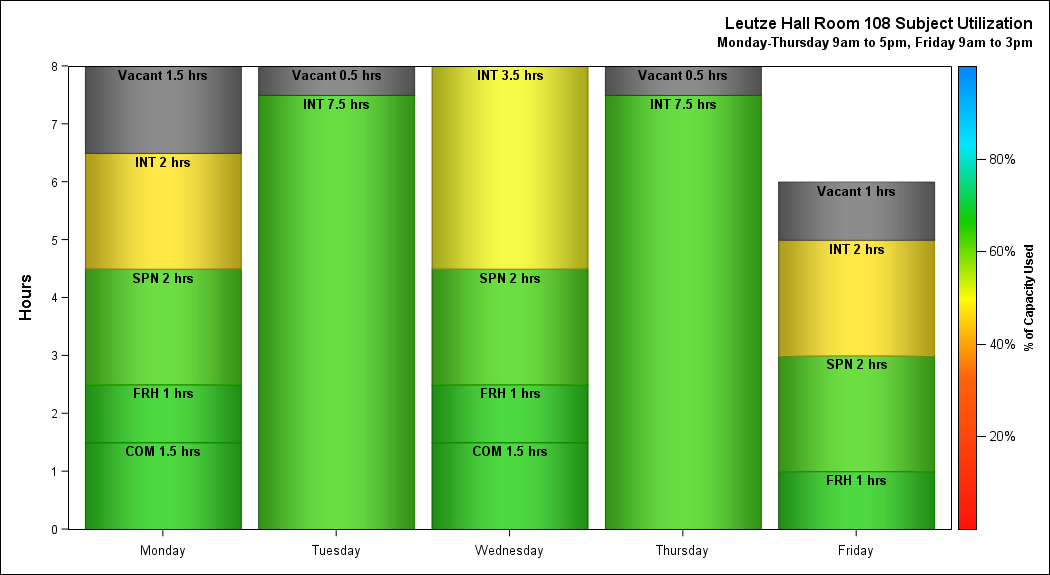 Leutze Hall Room 108 Subject Utilization
Monday-Thursday 9am to 5pm, Friday 9am to 3pm
Hours
8
7
6
5
4
3
2
1
0
Vacant 1.5 hrs
INT 2 hrs
SPN 2 hrs
FRH 1 hrs
COM 1.5 hrs
Vacant 0.5 hrs
INT 7.5 hrs
INT 3.5 hrs
SPN 2 hrs
FRH 1 hrs
COM 1.5 hrs
Vacant 0.5 hrs
INT 7.5 hrs
Vacant 1 hrs
INT 2 hrs
SPN 2 hrs
FRH 1 hrs
Monday
Tuesday
Wednesday
Thursday
Friday
80%
60%
40%
20%
% of Capacity Used